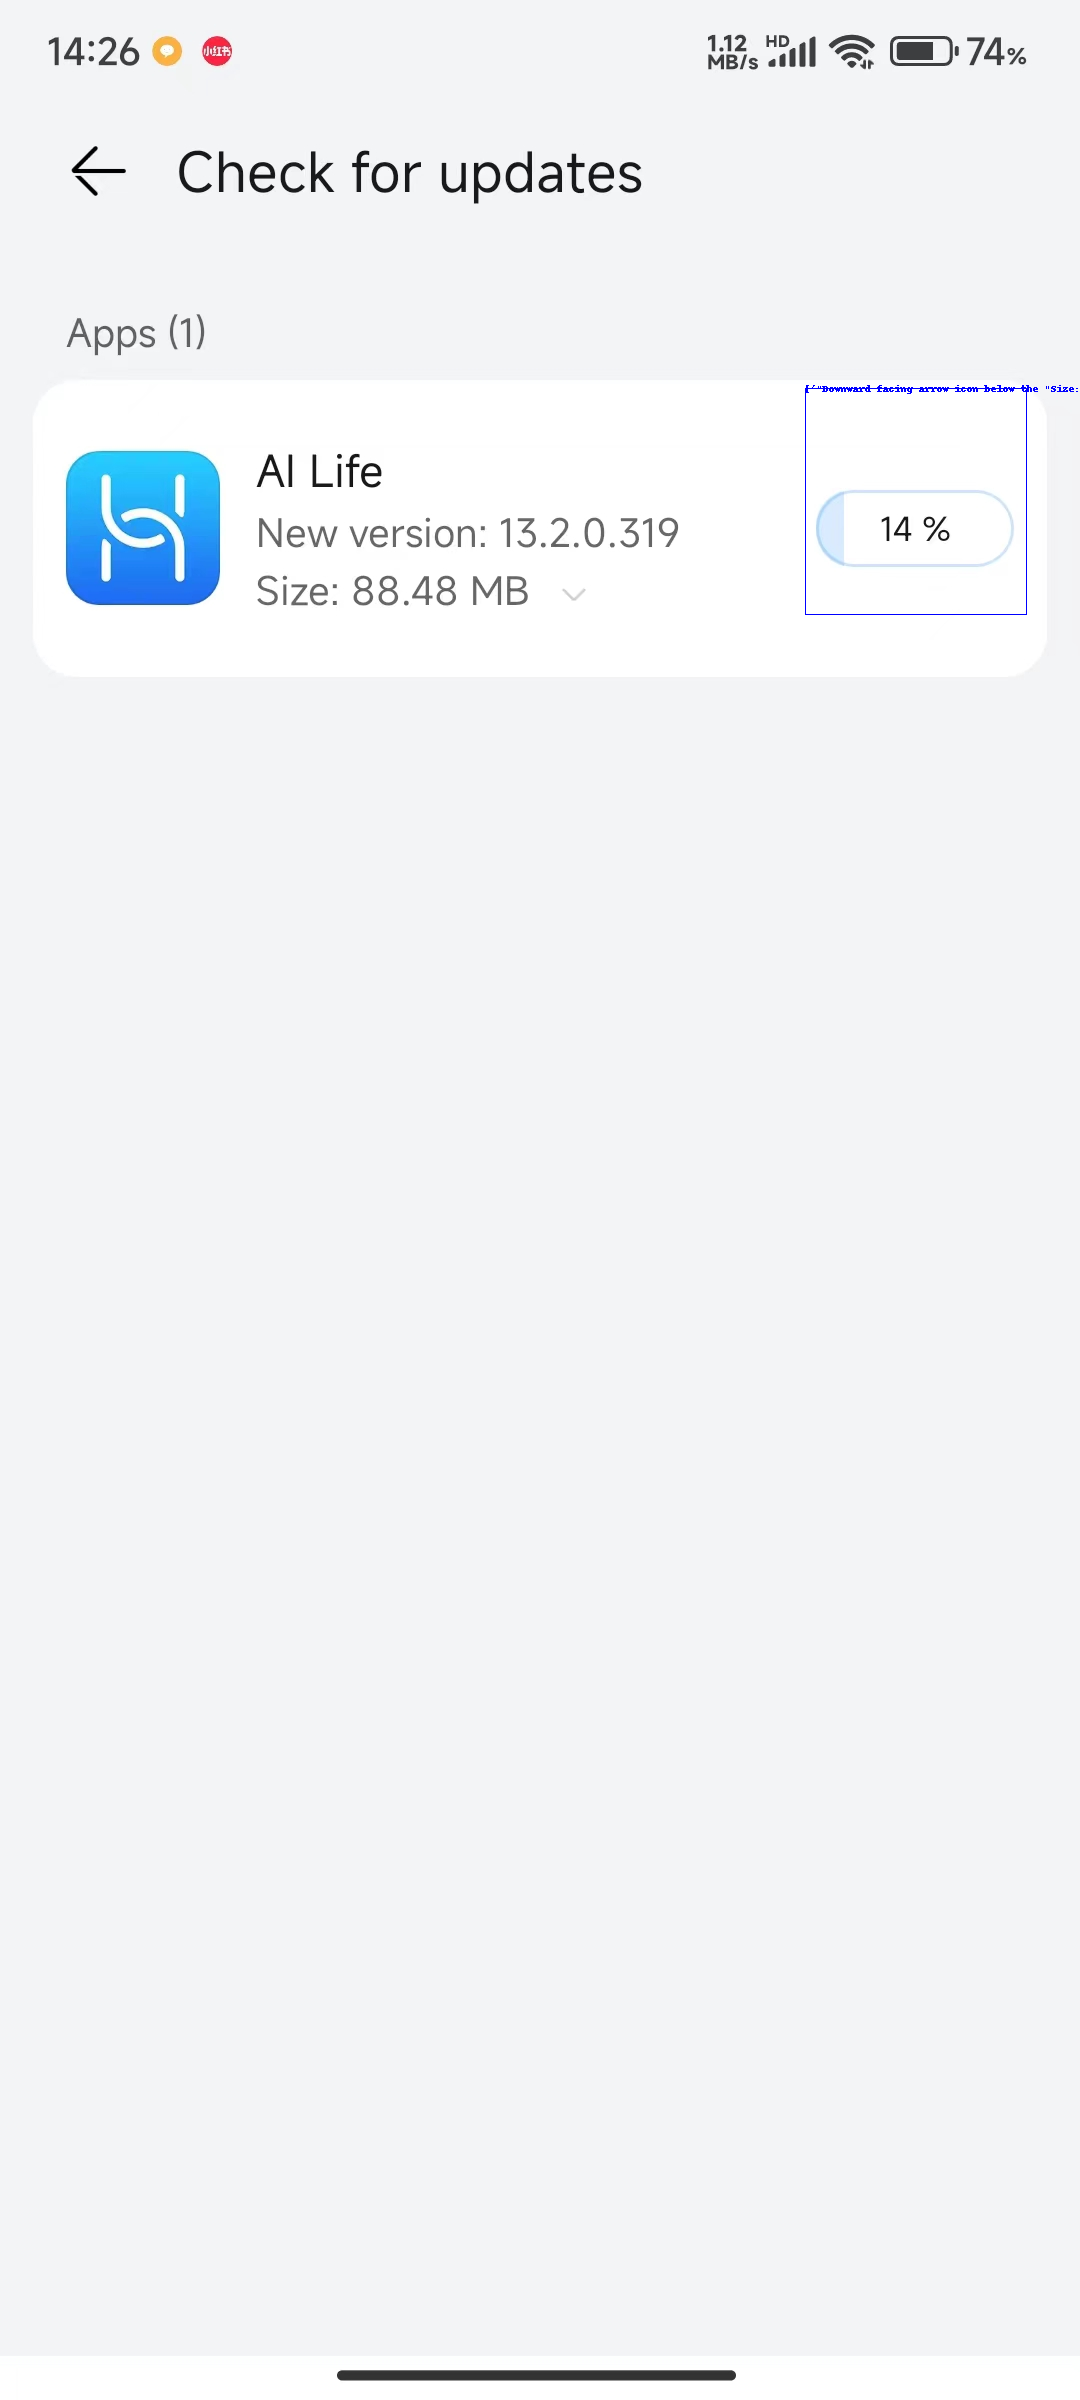 14:26 小红书 1.12 MB/s HD 74%
Check for updates
Apps (1)
["Downward facing arrow icon below the "Size:
AI Life
New version: 13.2.0.319
14 %
Size: 88.48 MB